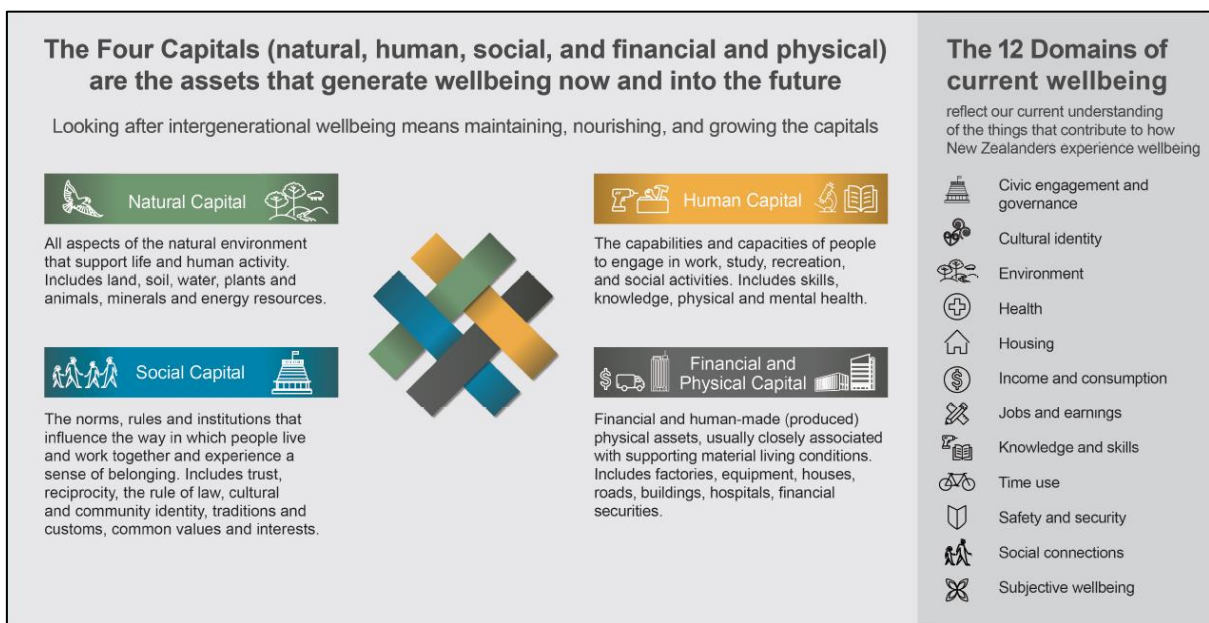 The Four Capitals (natural, human, social, and financial and physical)
are the assets that generate wellbeing now and into the future
Looking after intergenerational wellbeing means maintaining, nourishing, and growing the capitals
Natural Capital
All aspects of the natural environment
that support life and human activity.
Includes land, soil, water, plants and
animals, minerals and energy resources.
Human Capital
The capabilities and capacities of people
to engage in work, study, recreation,
and social activities. Includes skills,
knowledge, physical and mental health.
Social Capital
The norms, rules and institutions that
influence the way in which people live
and work together and experience a
sense of belonging. Includes trust,
reciprocity, the rule of law, cultural
and community identity, traditions and
customs, common values and interests.
Financial and
Physical Capital
Financial and human-made (produced)
physical assets, usually closely associated
with supporting material living conditions.
Includes factories, equipment, houses,
roads, buildings, hospitals, financial
securities.
The 12 Domains of
current wellbeing
reflect our current understanding
of the things that contribute to how
New Zealanders experience wellbeing
Civic engagement and
governance
Cultural identity
Environment
Health
Housing
Income and consumption
Jobs and earnings
Knowledge and skills
Time use
Safety and security
Social connections
Subjective wellbeing